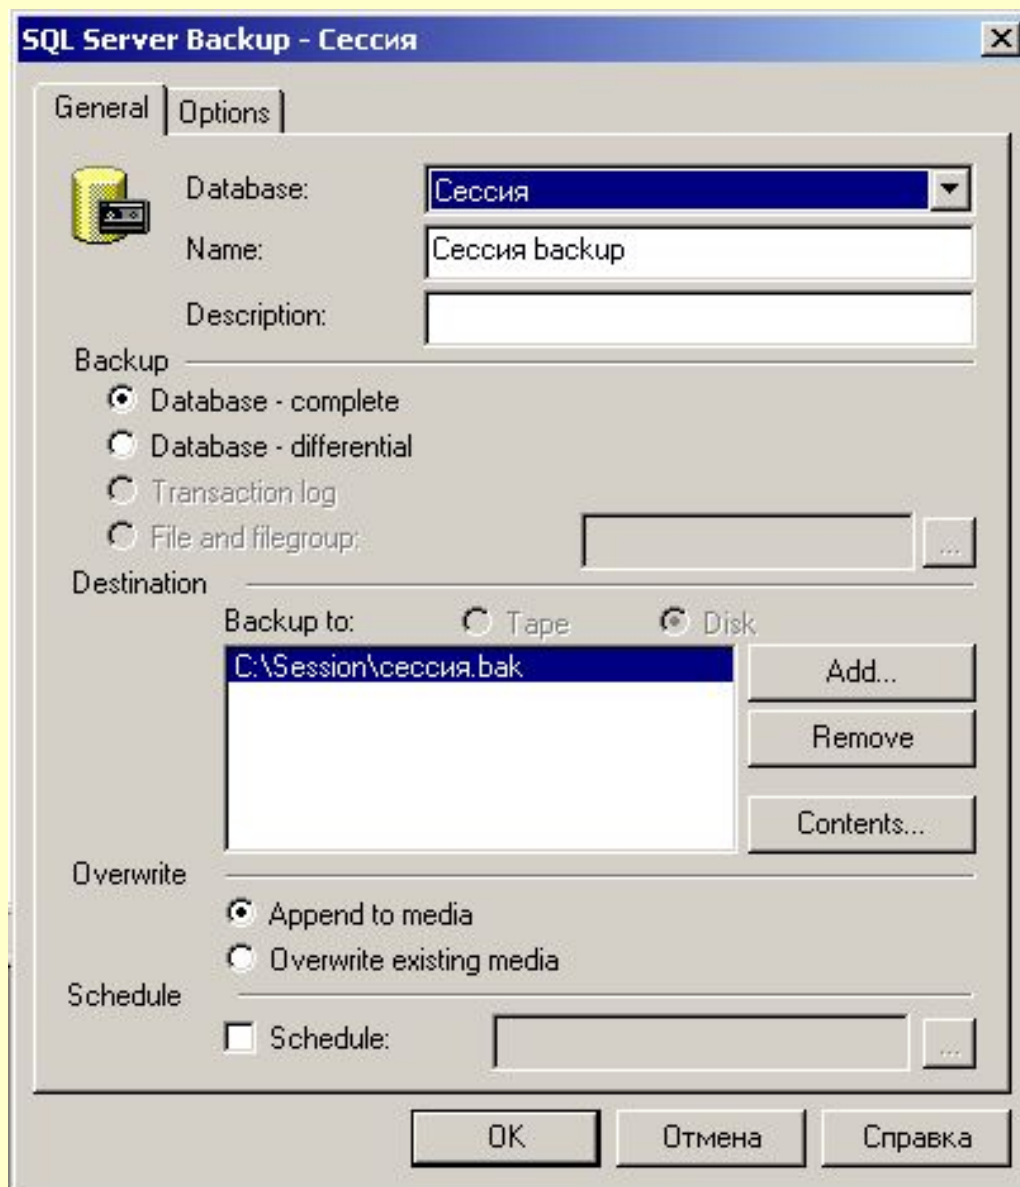 SQL Server Backup - Сессия
General Options
Database: Сессия
Name: Сессия backup
Description:
Backup
Database - complete
Database - differential
Transaction log
File and filegroup: ...
Destination
Backup to: Tape Disk
C:\Session\сессия.bak
Add...
Remove
Contents...
Overwrite
Append to media
Overwrite existing media
Schedule
Schedule: ...
OK Отмена Справка